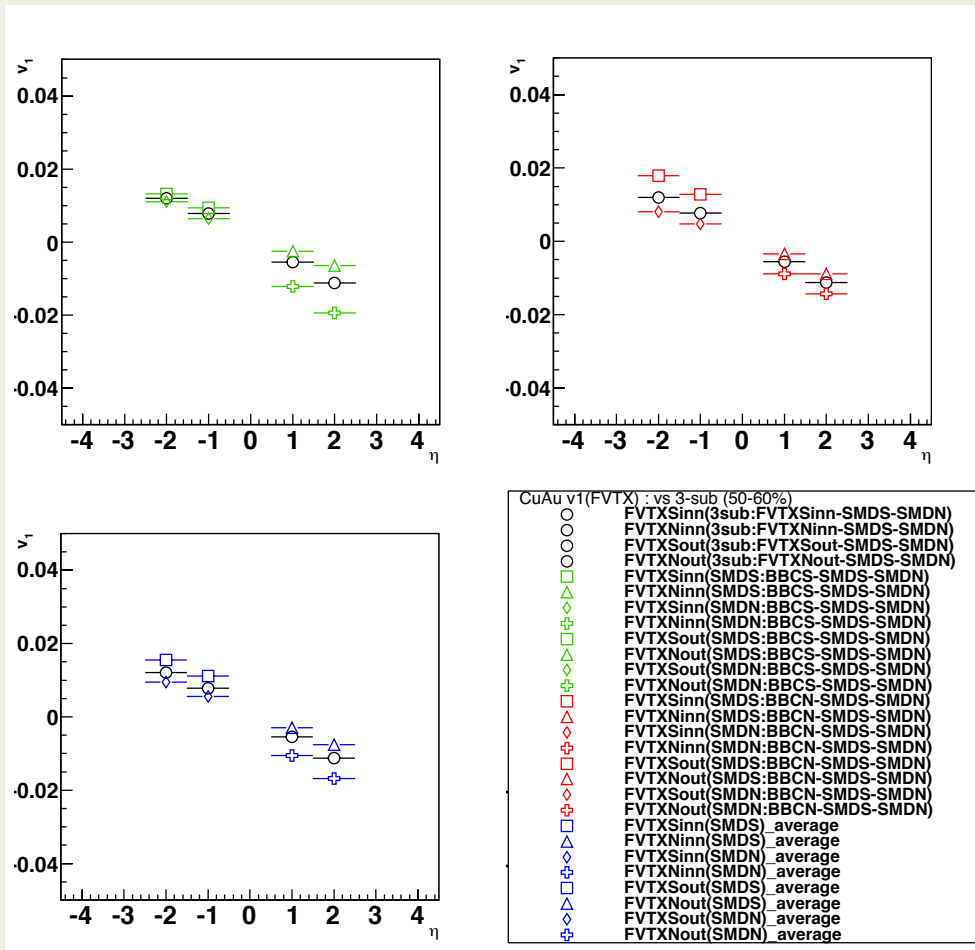 v1
0.04
0.02
0
-0.02
-0.04
-4 -3 -2 -1 0 1 2 3 4
η
v1
0.04
0.02
0
-0.02
-0.04
-4 -3 -2 -1 0 1 2 3 4
η
v1
0.04
0.02
0
-0.02
-0.04
-4 -3 -2 -1 0 1 2 3 4
η
CuAu v1(FVTX) : vs 3-sub (50-60%)
FVTXSinn(3sub:FVTXSinn-SMDS-SMDN)
FVTXNinn(3sub:FVTXNinn-SMDS-SMDN)
FVTXSout(3sub:FVTXSout-SMDS-SMDN)
FVTXNout(3sub:FVTXNout-SMDS-SMDN)
FVTXSinn(SMDS:BBCS-SMDS-SMDN)
FVTXNinn(SMDS:BBCS-SMDS-SMDN)
FVTXSinn(SMDN:BBCS-SMDS-SMDN)
FVTXNinn(SMDN:BBCS-SMDS-SMDN)
FVTXSout(SMDS:BBCS-SMDS-SMDN)
FVTXNout(SMDS:BBCS-SMDS-SMDN)
FVTXSout(SMDN:BBCS-SMDS-SMDN)
FVTXNout(SMDN:BBCS-SMDS-SMDN)
FVTXSinn(SMDS:BBCN-SMDS-SMDN)
FVTXNinn(SMDS:BBCN-SMDS-SMDN)
FVTXSinn(SMDN:BBCN-SMDS-SMDN)
FVTXNinn(SMDN:BBCN-SMDS-SMDN)
FVTXSout(SMDS:BBCN-SMDS-SMDN)
FVTXNout(SMDS:BBCN-SMDS-SMDN)
FVTXSout(SMDN:BBCN-SMDS-SMDN)
FVTXNout(SMDN:BBCN-SMDS-SMDN)
FVTXSinn(SMDS)_average
FVTXNinn(SMDS)_average
FVTXSinn(SMDN)_average
FVTXNinn(SMDN)_average
FVTXSout(SMDS)_average
FVTXNout(SMDS)_average
FVTXSout(SMDN)_average
FVTXNout(SMDN)_average